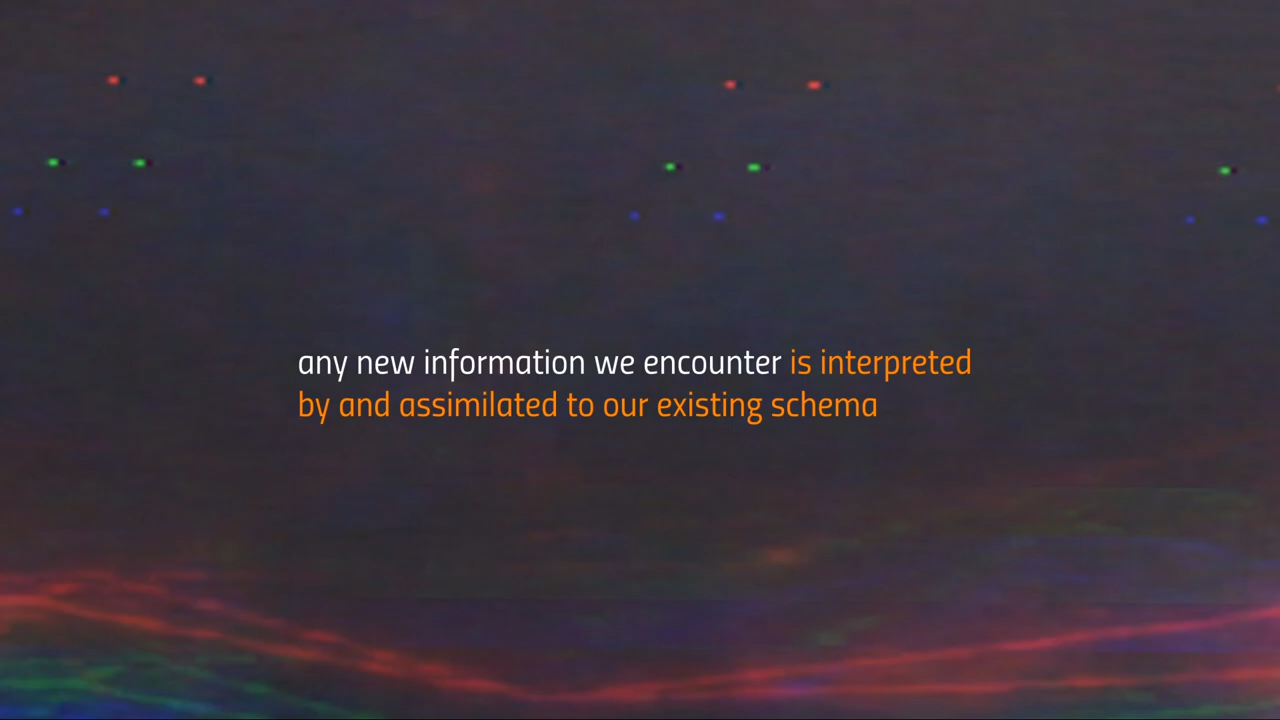 any new information we encounter is interpreted
by and assimilated to our existing schema